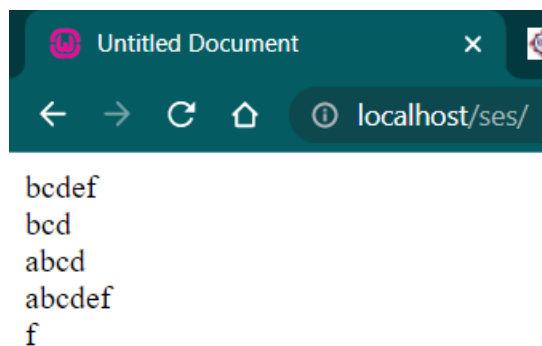 Untitled Document
localhost/ses/
bcdef
bcd
abcd
abcdef
f